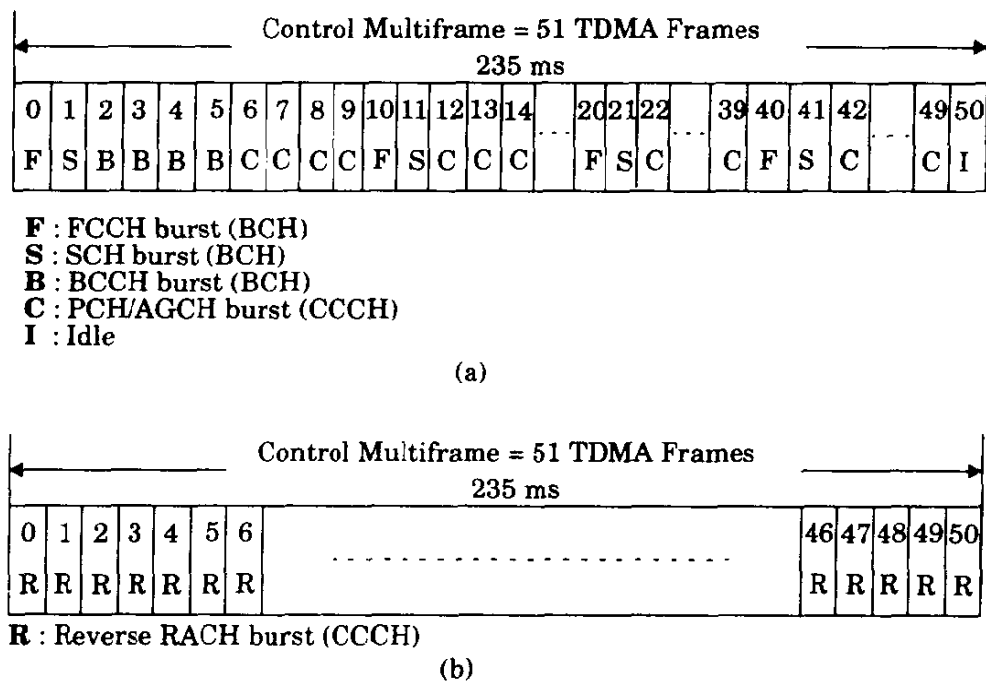 Control Multiframe = 51 TDMA Frames
235 ms
0 1 2 3 4 5 6 7 8 9 10 11 12 13 14 ... 20 21 22 ... 39 40 41 42 ... 49 50
F S B B B B C C C C F S C C C F S C C F S C C I
F : FCCH burst (BCH)
S : SCH burst (BCH)
B : BCCH burst (BCH)
C : PCH/AGCH burst (CCCH)
I : Idle
(a)
Control Multiframe = 51 TDMA Frames
235 ms
0 1 2 3 4 5 6 46 47 48 49 50
R R R R R R R R R R R R
R : Reverse RACH burst (CCCH)
(b)